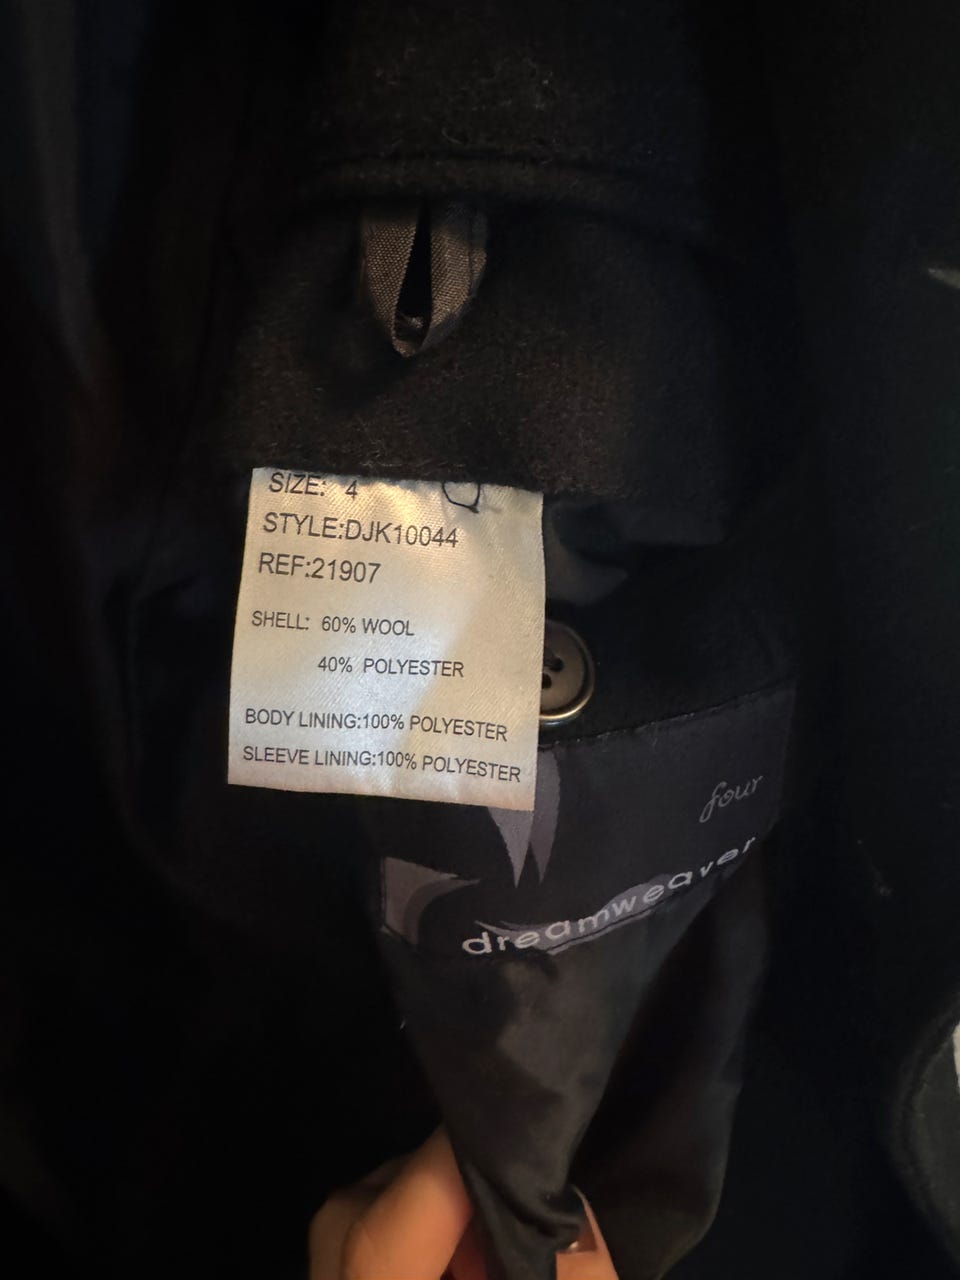 SIZE: 4
STYLE:DJK10044
REF:21907
SHELL: 60% WOOL
40% POLYESTER
BODY LINING:100% POLYESTER
SLEEVE LINING:100% POLYESTER
four
dreamweaver